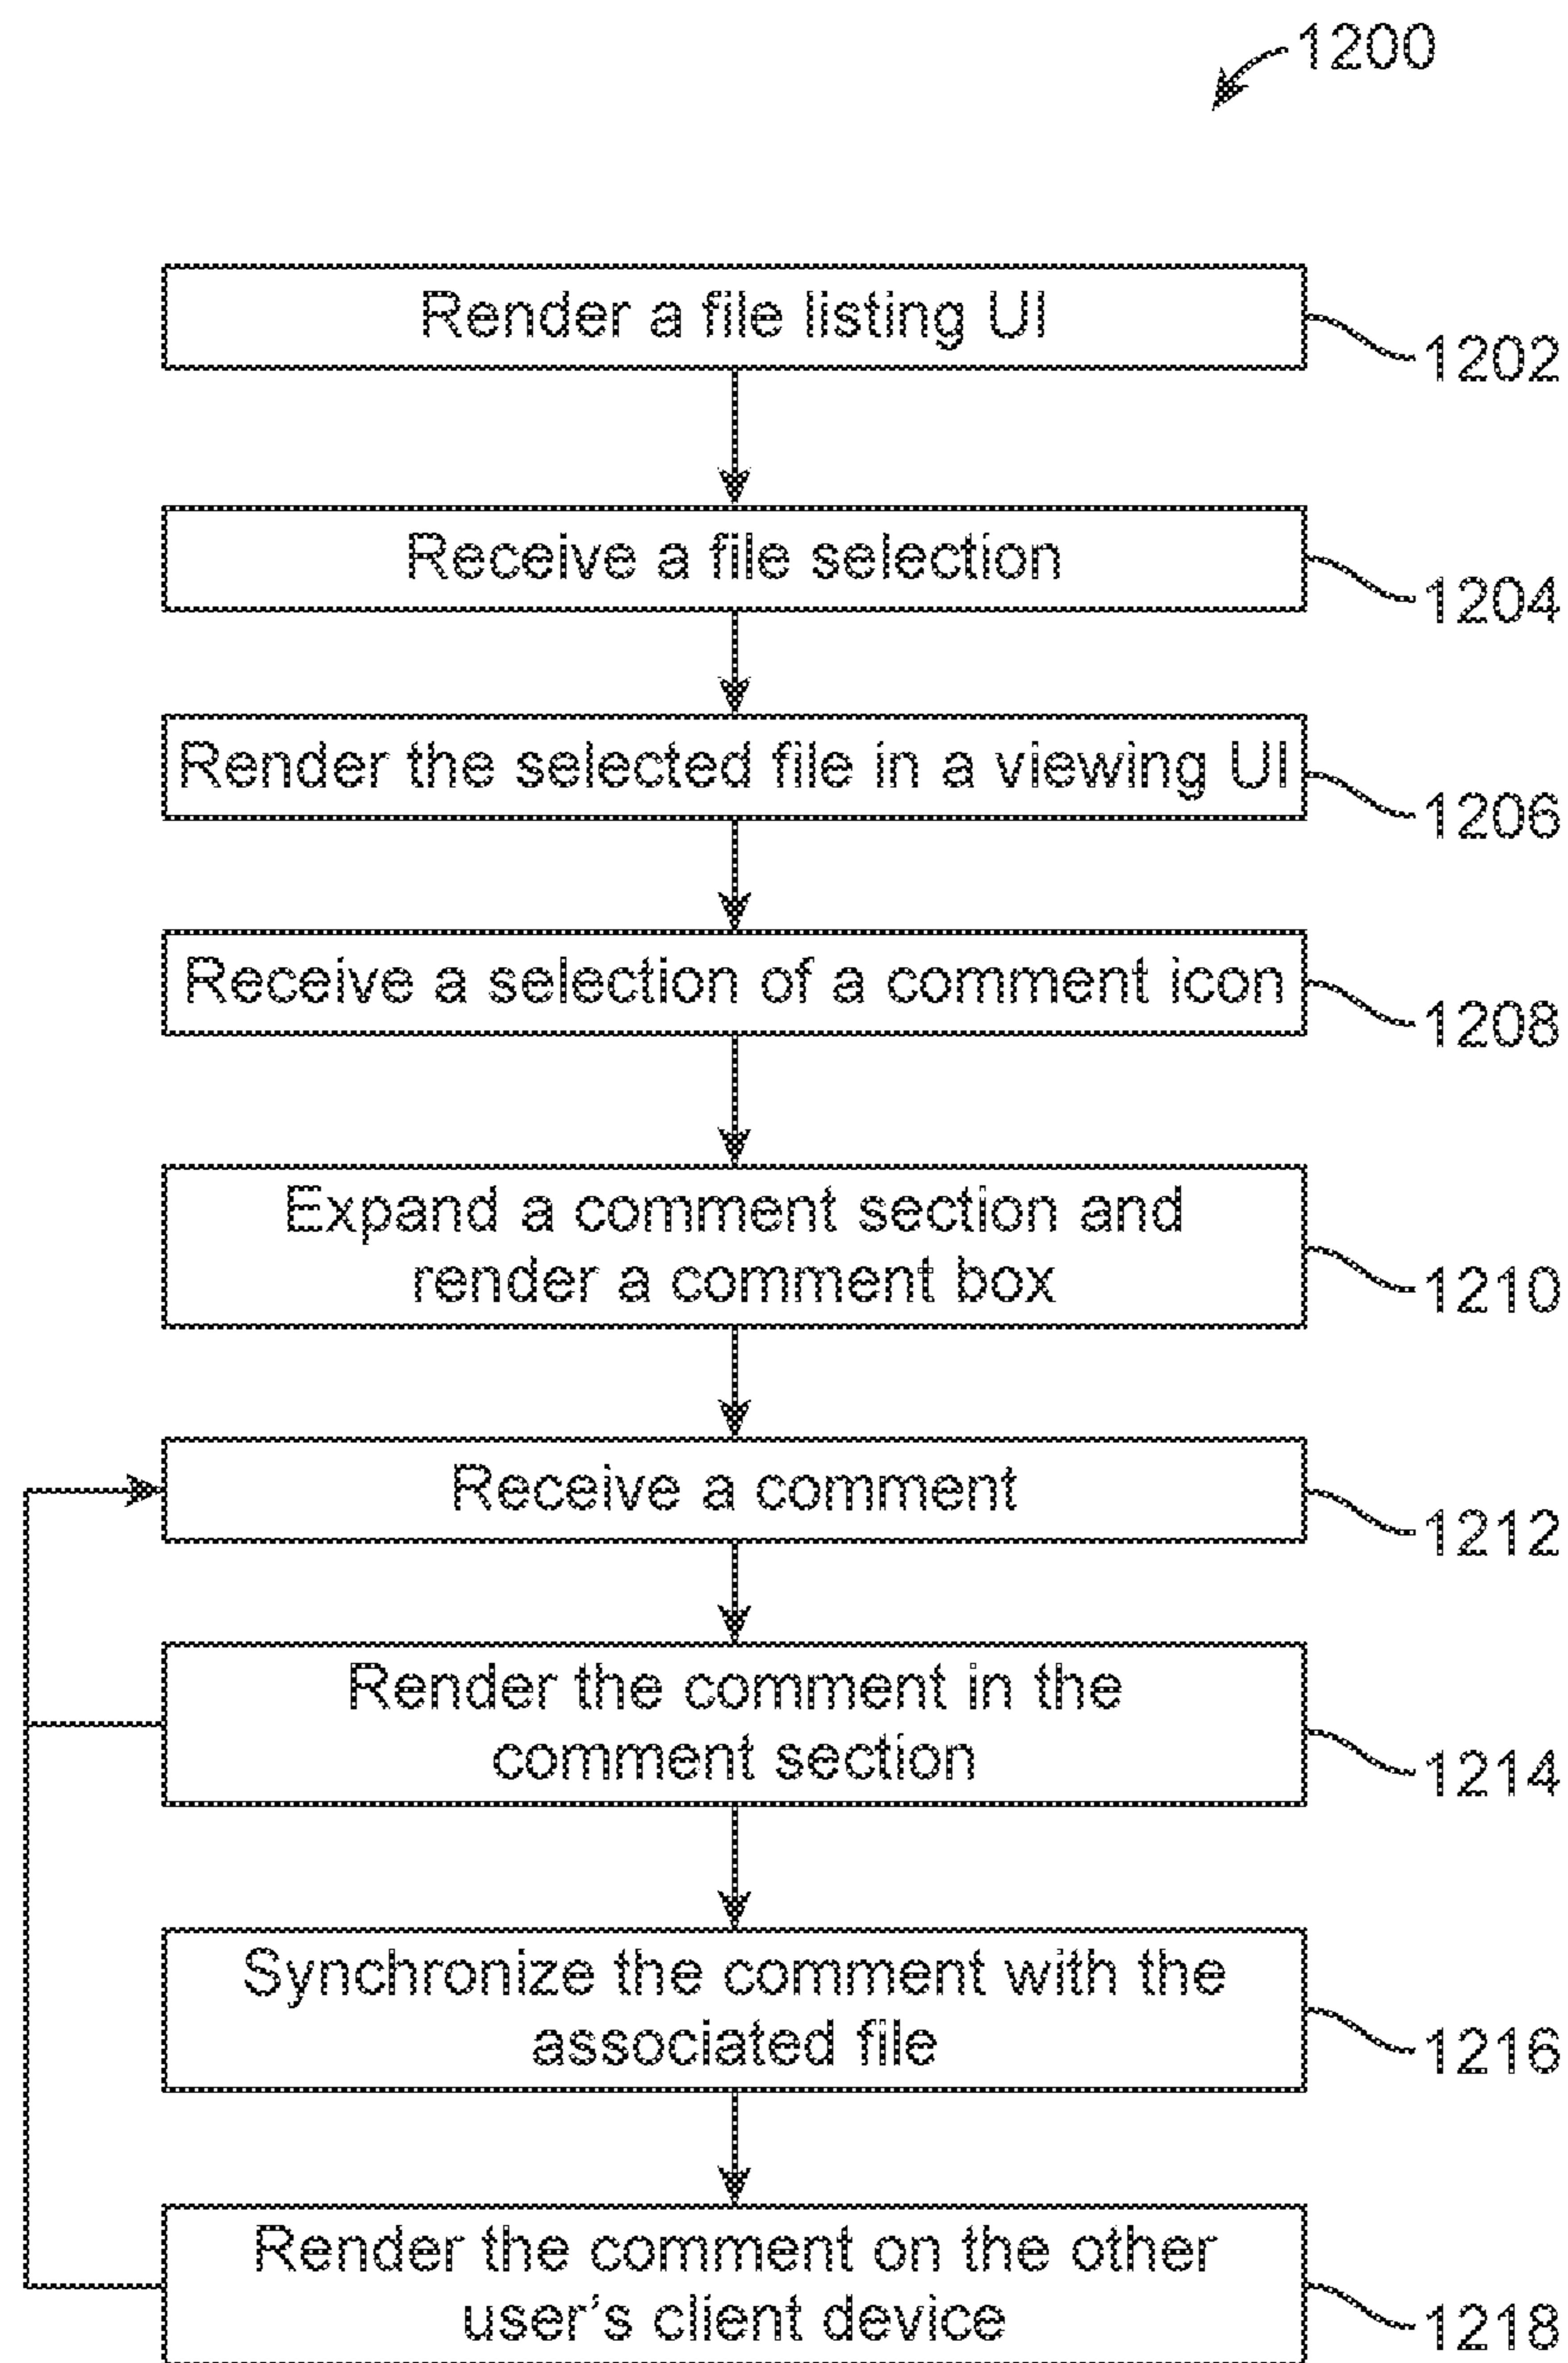 1200
Render a file listing UI
1202
Receive a file selection
1204
Render the selected file in a viewing UI
1206
Receive a selection of a comment icon
1208
Expand a comment section and
render a comment box
1210
Receive a comment
1212
Render the comment in the
comment section
1214
Synchronize the comment with the
associated file
1216
Render the comment on the other
user's client device
1218